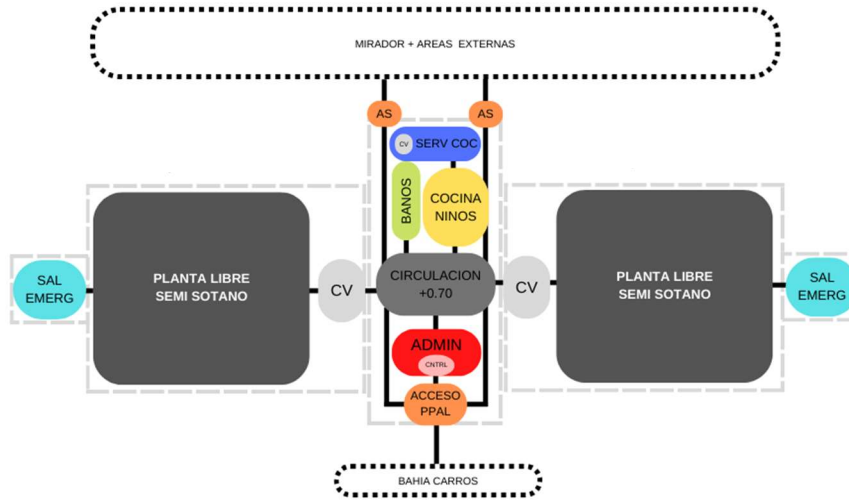 MIRADOR + AREAS EXTERNAS
AS
AS
CV
SERV COC
BANOS
COCINA
NINOS
SAL
EMERG
PLANTA LIBRE
SEMI SOTANO
CV
CIRCULACION
+0.70
CV
PLANTA LIBRE
SEMI SOTANO
SAL
EMERG
ADMIN
CNTRL
ACCESO
PPAL
BAHIA CARROS